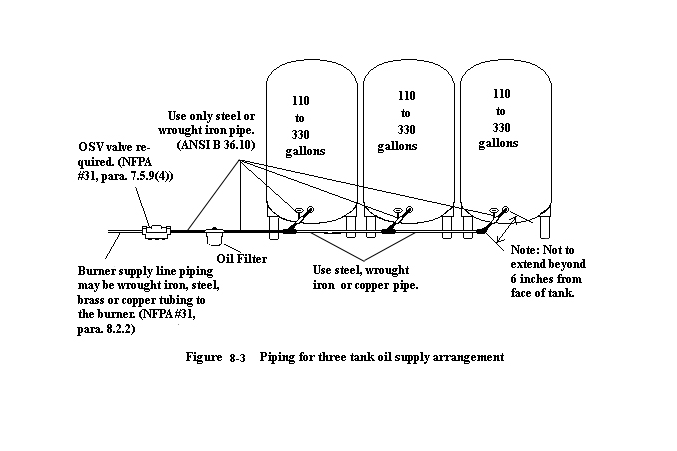 110
to
330
gallons
110
to
330
gallons
110
to
330
gallons
Use only steel or
wrought iron pipe.
(ANSI B 36.10)
OSV valve re-
quired. (NFPA
#31, para. 7.5.9(4))
Oil Filter
Burner supply line piping
may be wrought iron, steel,
brass or copper tubing to
the burner. (NFPA #31,
para. 8.2.2)
Use steel, wrought
iron or copper pipe.
Note: Not to
extend beyond
6 inches from
face of tank.
Figure 8-3 Piping for three tank oil supply arrangement